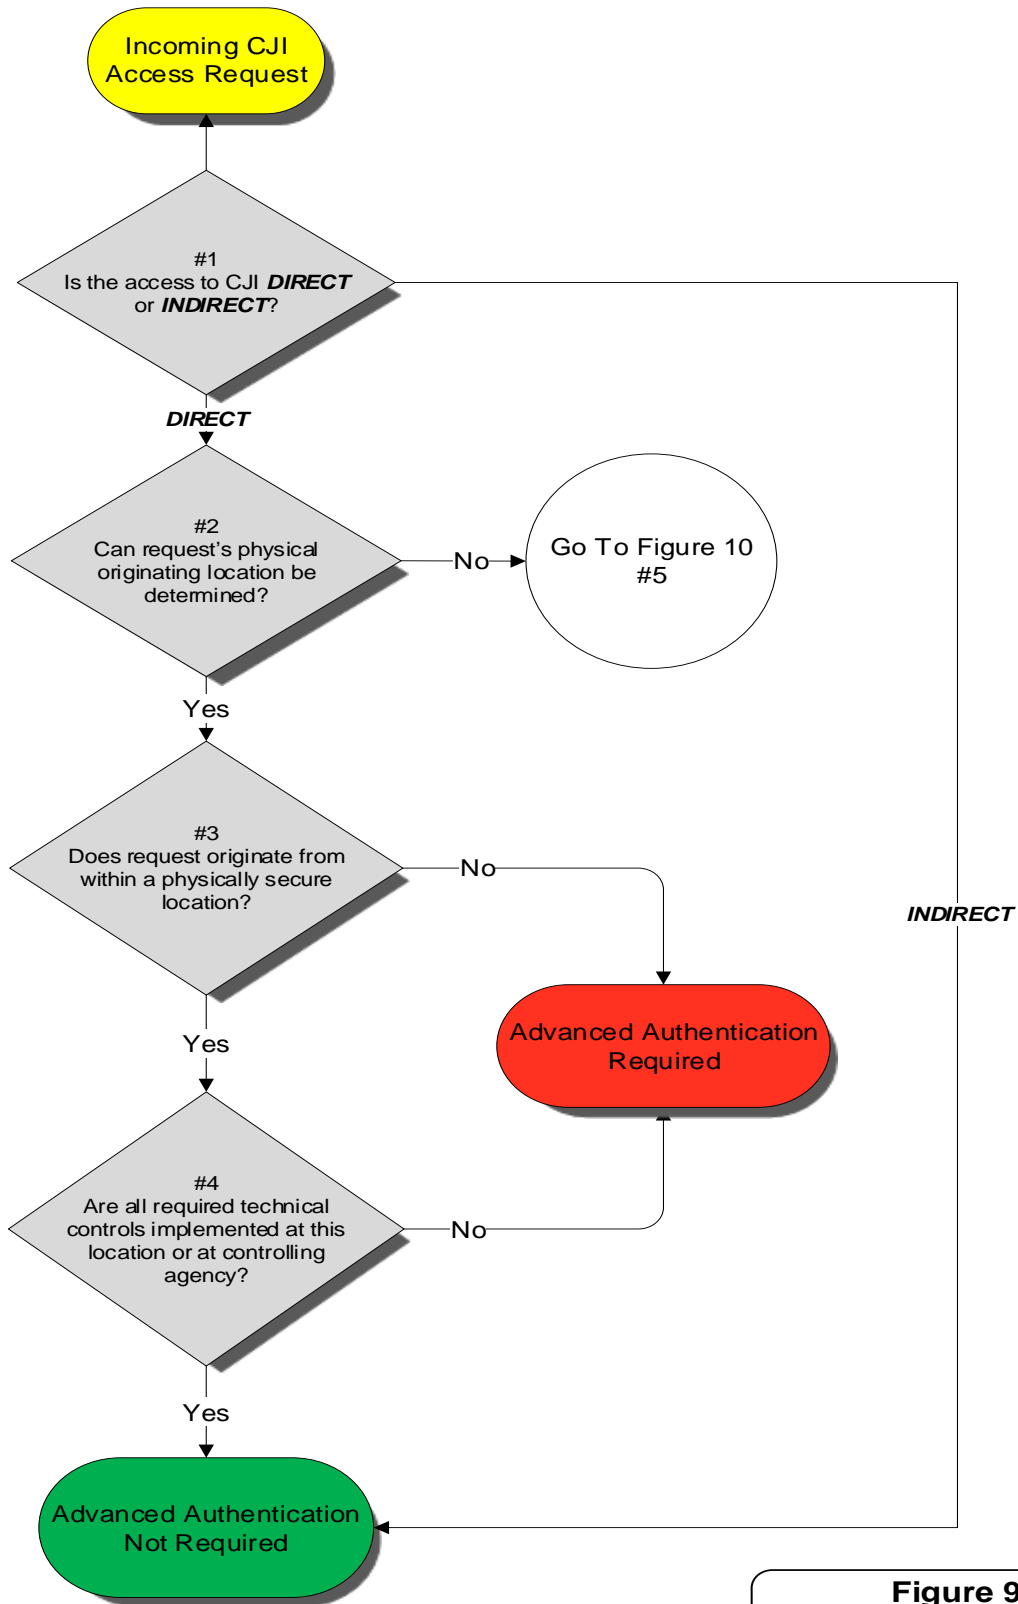 Incoming CJI
Access Request
#1
Is the access to CJI DIRECT
or INDIRECT?
DIRECT
#2
Can request's physical
originating location be
determined?
No
Go To Figure 10
#5
Yes
#3
Does request originate from
within a physically secure
location?
No
INDIRECT
Advanced Authentication
Required
Yes
#4
Are all required technical
controls implemented at this
location or at controlling
agency?
No
Yes
Advanced Authentication
Not Required
Figure 9